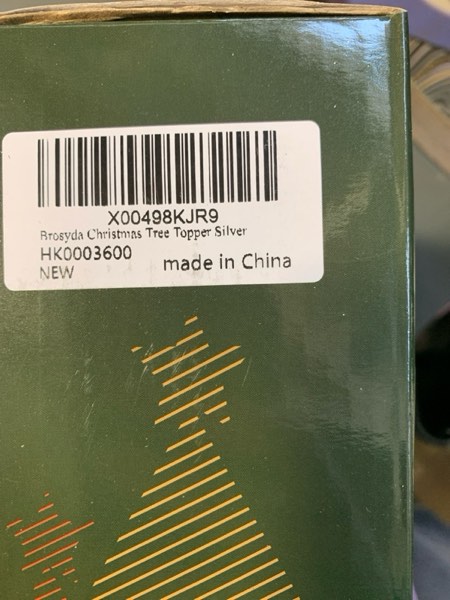 X00498KJR9
Brosyda Christmas Tree Topper Silver
HK0003600
NEW
made in China